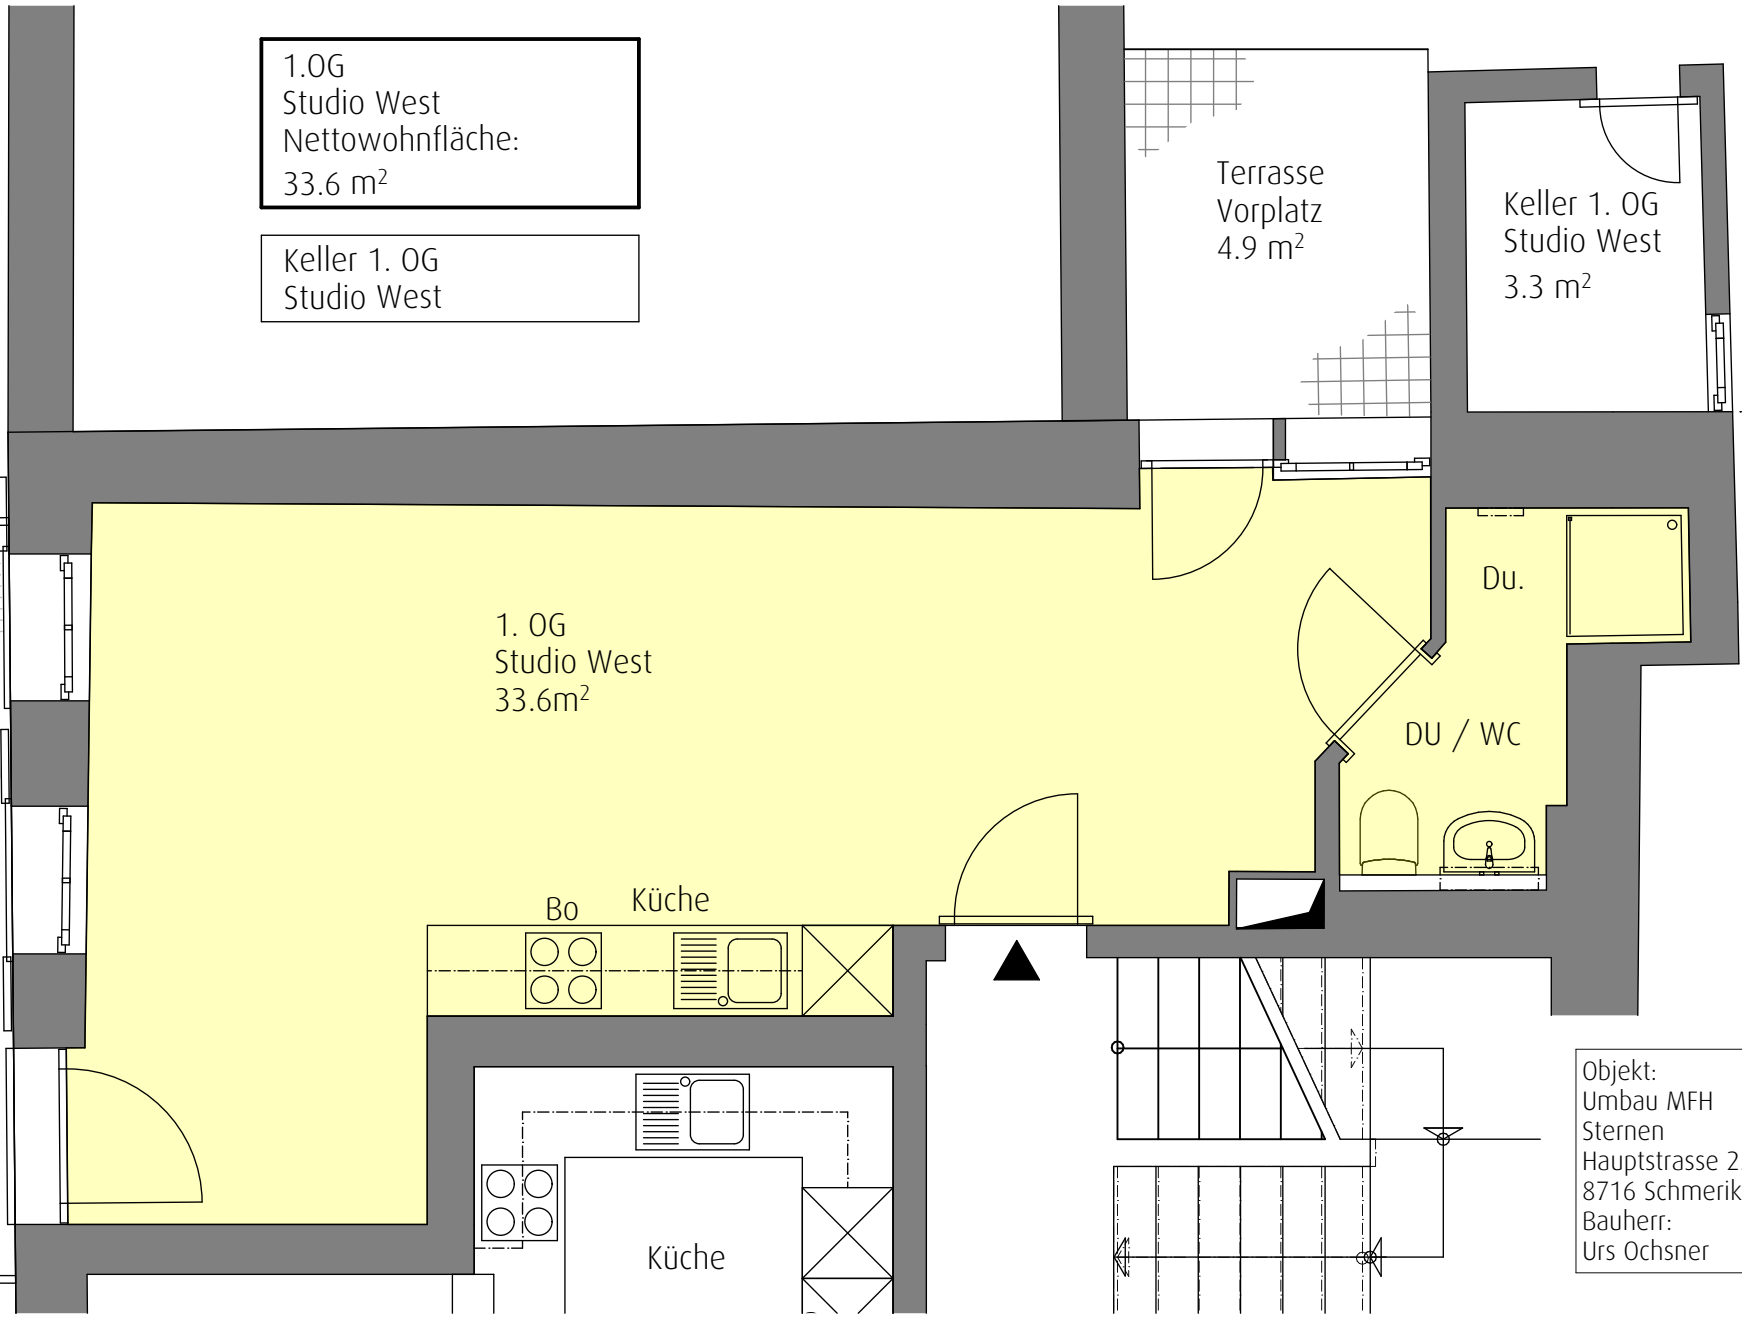 1.OG
Studio West
Nettowohnfläche:
33.6 m²
Keller 1. OG
Studio West
Terrasse
Vorplatz
4.9 m²
Keller 1. OG
Studio West
3.3 m²
1. OG
Studio West
33.6m²
Du.
DU / WC
Bo
Küche
Küche
Objekt:
Umbau MFH
Sternen
Hauptstrasse 2
8716 Schmerik
Bauherr:
Urs Ochsner